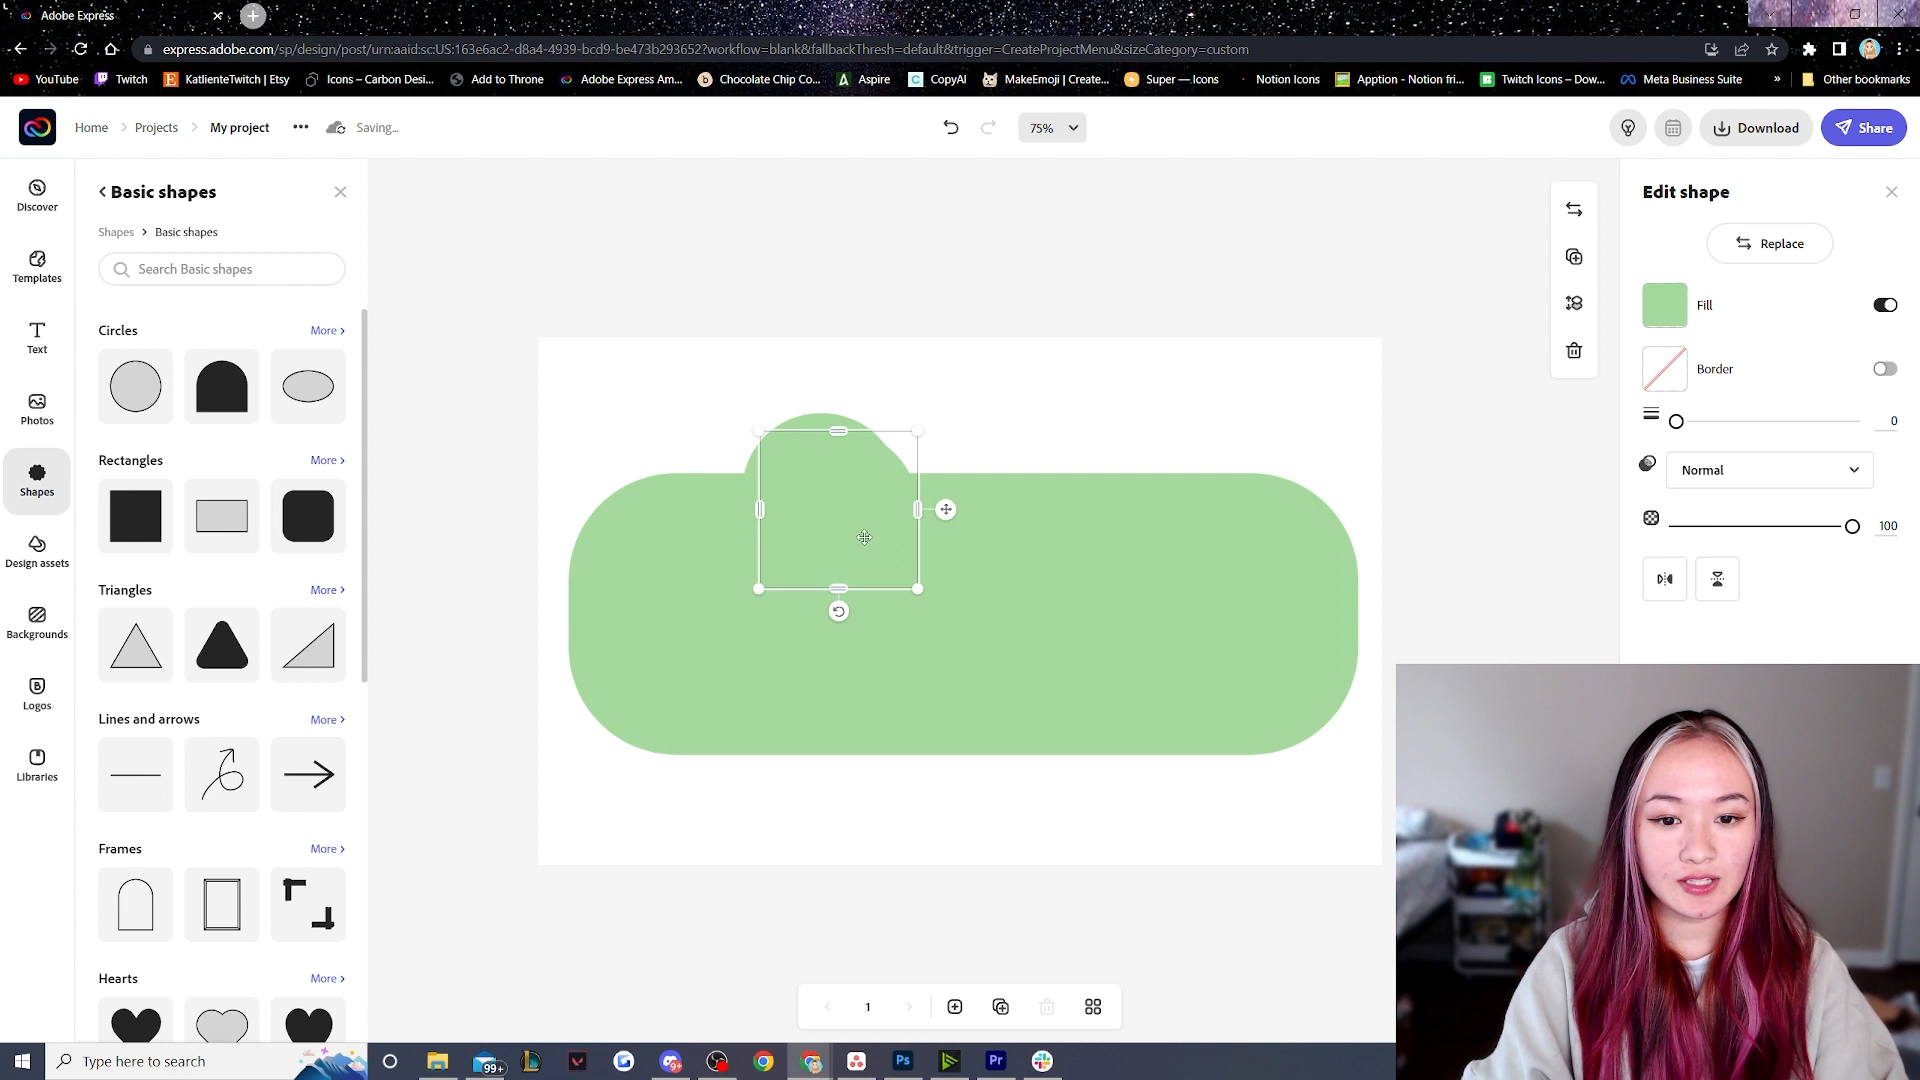 Adobe Express
express.adobe.com/sp/design/post/urn:aaid:sc:US:163e6ac2-d8a4-4939-bcd9-be473b293652?workflow=blank&fallbackThresh=default&trigger=CreateProjectMenu&sizeCategory=custom
YouTube Twitch KatlienteTwitch | Etsy Icons – Carbon Desi... Add to Throne Adobe Express Am... Chocolate Chip Co... Aspire CopyAI MakeEmoji | Create... Super — Icons Notion Icons Apption - Notion fri... Twitch Icons – Dow... Meta Business Suite » Other bookmarks
Home Projects My project ••• Saving... 75% Download Share
Discover
Templates
Text
Photos
Shapes
Design assets
Backgrounds
Logos
Libraries
Basic shapes
Shapes > Basic shapes
Search Basic shapes
Circles More >
Rectangles More >
Triangles More >
Lines and arrows More >
Frames More >
Hearts More >
Edit shape
Replace
Fill
Border
0
Normal
100
1
Type here to search
99+
9+
Ps
Pr